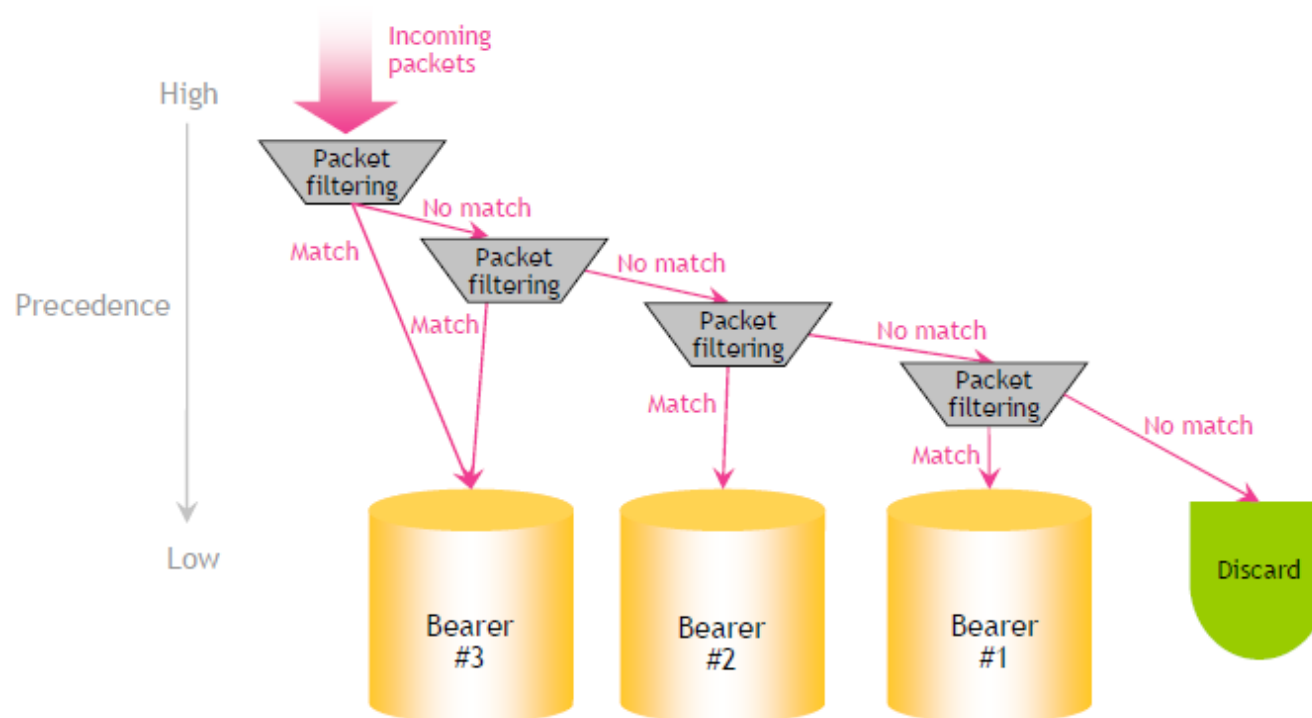 Incoming
packets
High
Packet
filtering
No match
Match
Packet
filtering
No match
Precedence
Match
Packet
filtering
No match
Match
Packet
filtering
No match
Match
Low
Bearer
#3
Bearer
#2
Bearer
#1
Discard